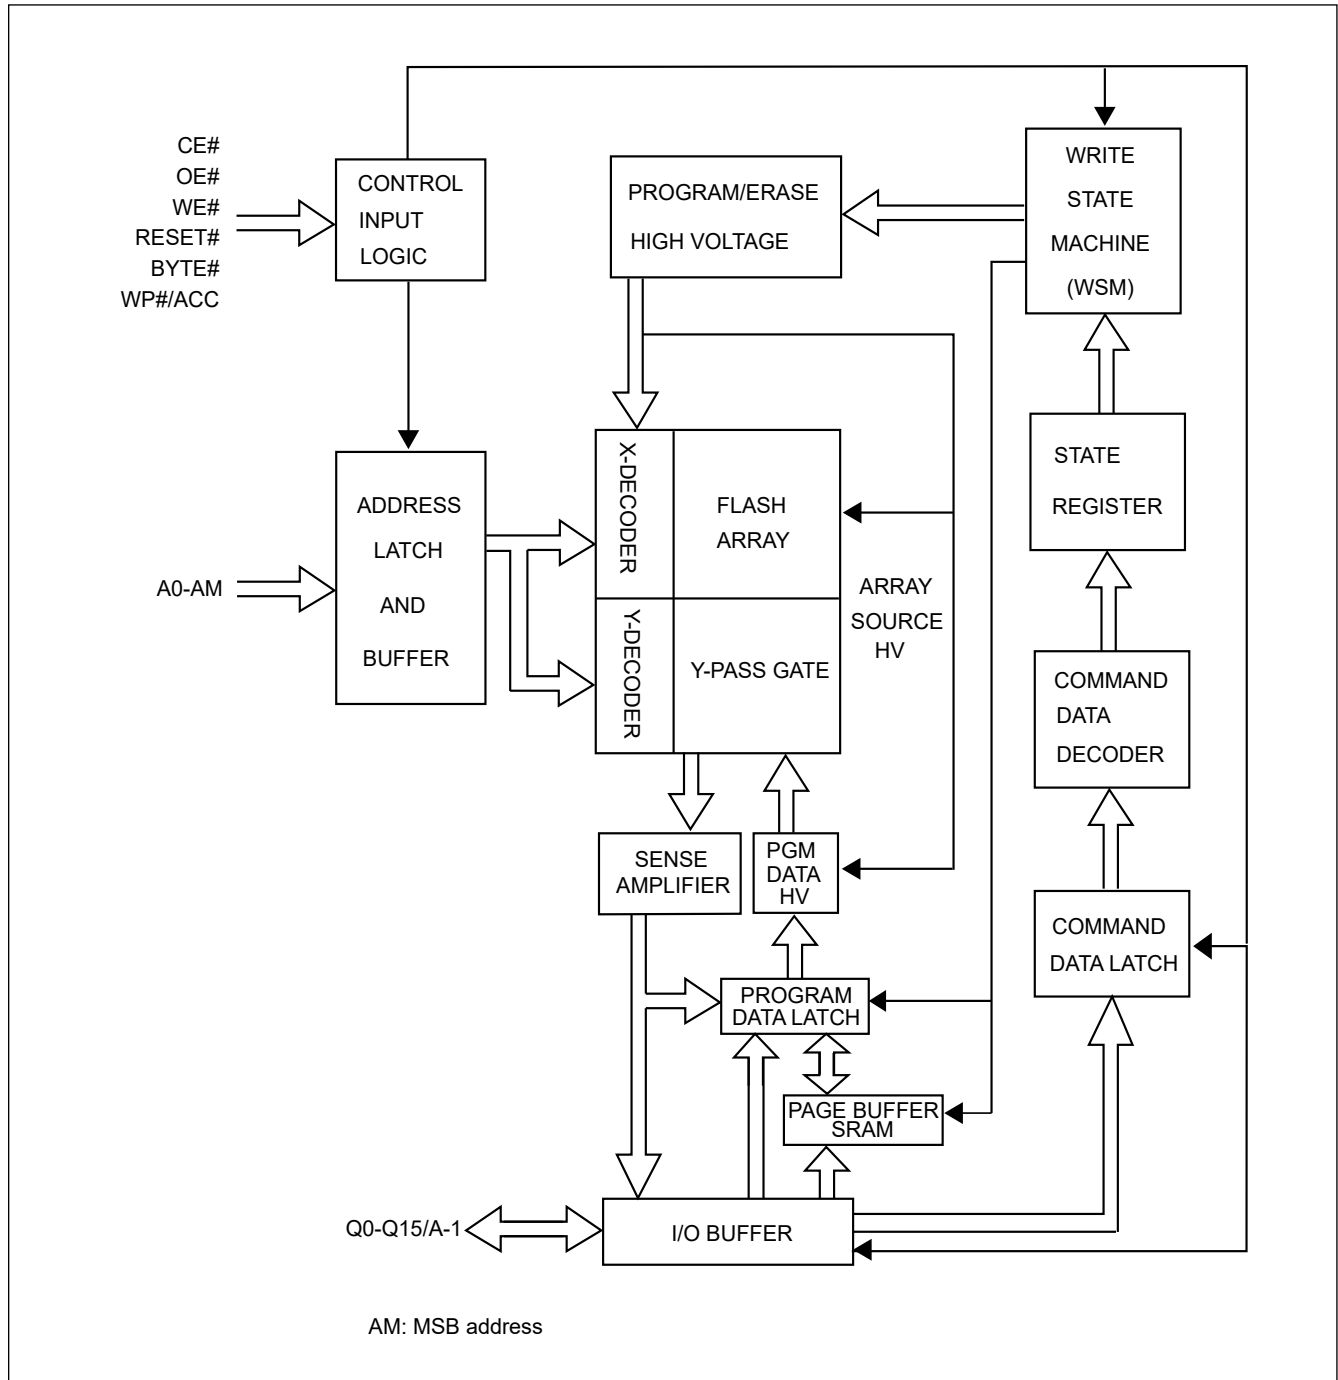 CE#
OE#
WE#
RESET#
BYTE#
WP#/ACC
CONTROL
INPUT
LOGIC
PROGRAM/ERASE
HIGH VOLTAGE
WRITE
STATE
MACHINE
(WSM)
STATE
REGISTER
ADDRESS
LATCH
AND
BUFFER
A0-AM
X-DECODER
FLASH
ARRAY
Y-DECODER
Y-PASS GATE
ARRAY
SOURCE
HV
COMMAND
DATA
DECODER
SENSE
AMPLIFIER
PGM
DATA
HV
COMMAND
DATA LATCH
PROGRAM
DATA LATCH
PAGE BUFFER
SRAM
Q0-Q15/A-1
I/O BUFFER
AM: MSB address